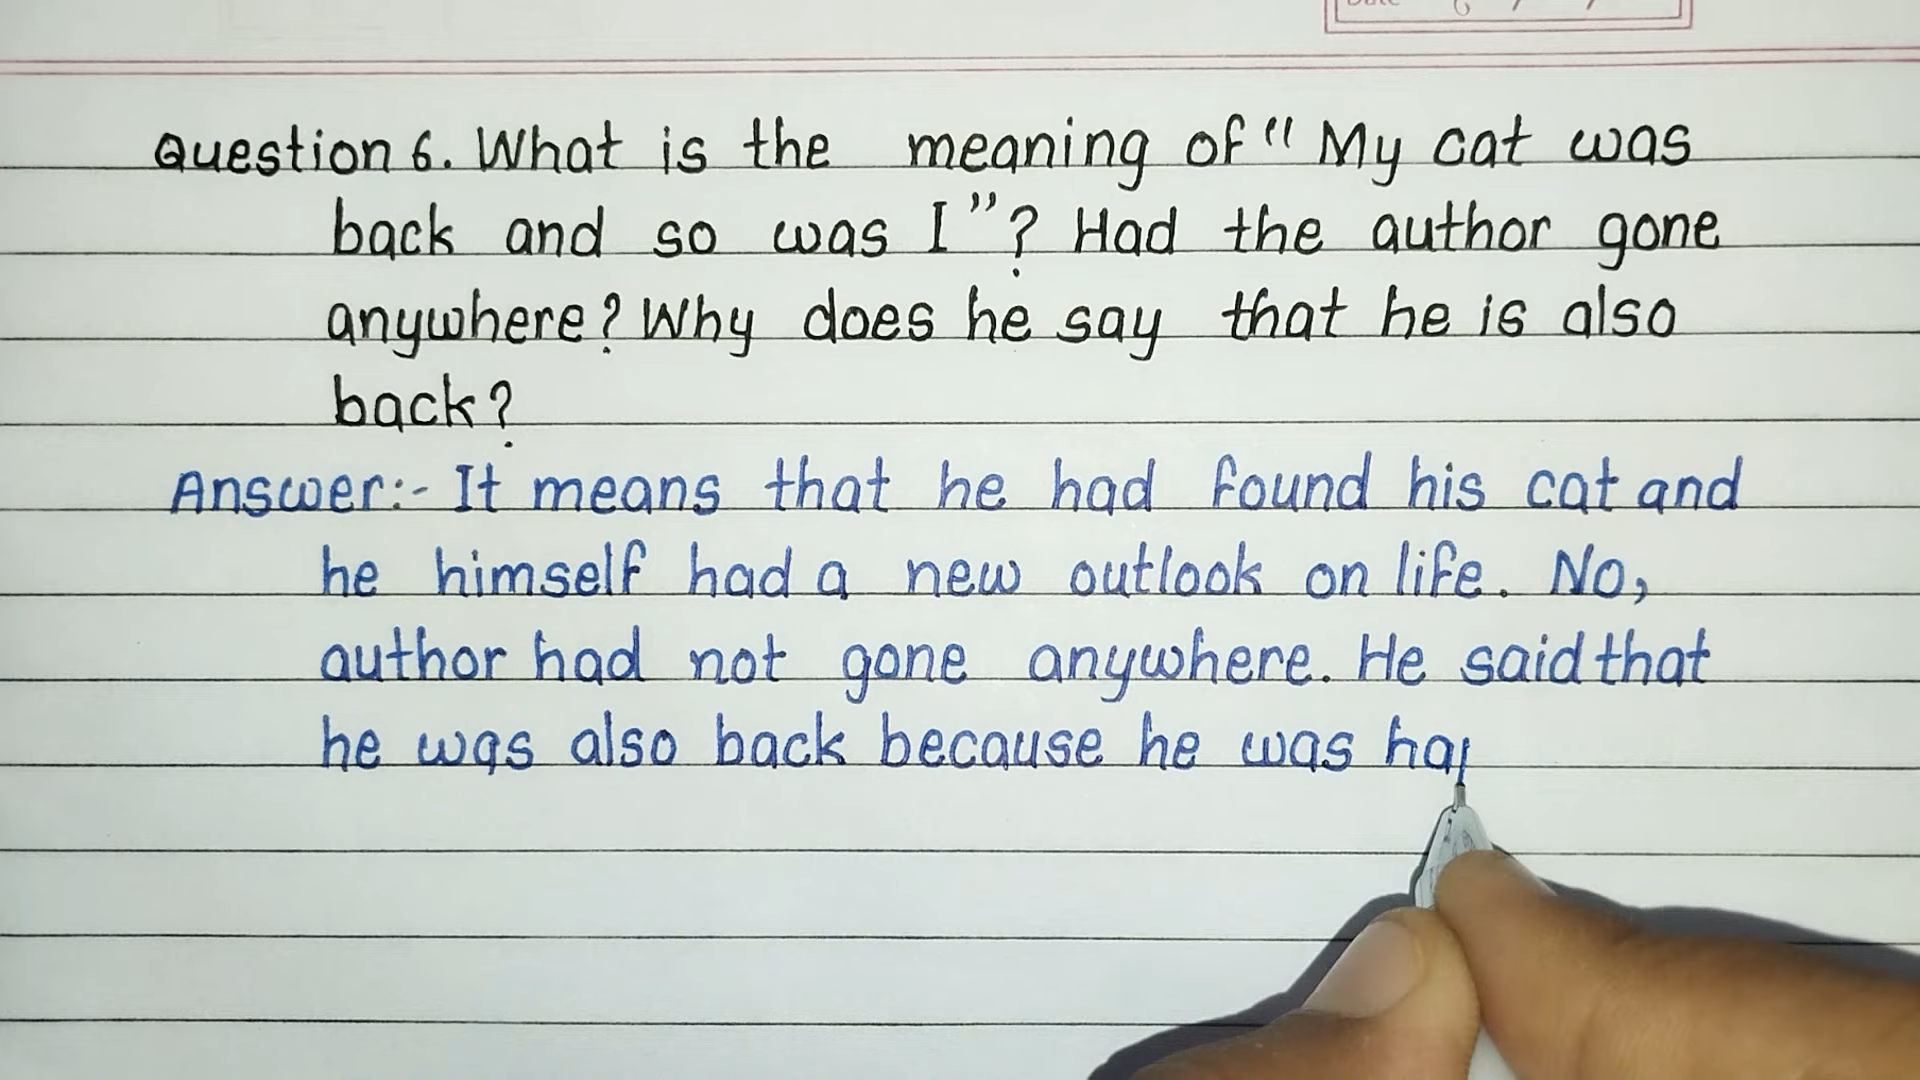 Question 6. What is the meaning of " My cat was
back and so was I"? Had the author gone
anywhere? Why does he say that he is also
back?
Answer:- It means that he had found his cat and
he himself had a new outlook on life. No,
author had not gone anywhere. He said that
he was also back because he was